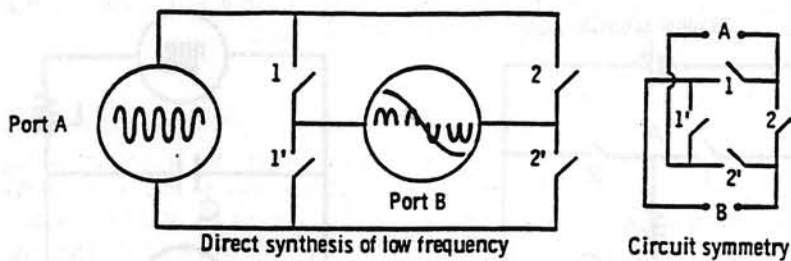 1
2
A
Port A
1
1'
2
1'
2'
2'
Port B
B
Direct synthesis of low frequency
Circuit symmetry